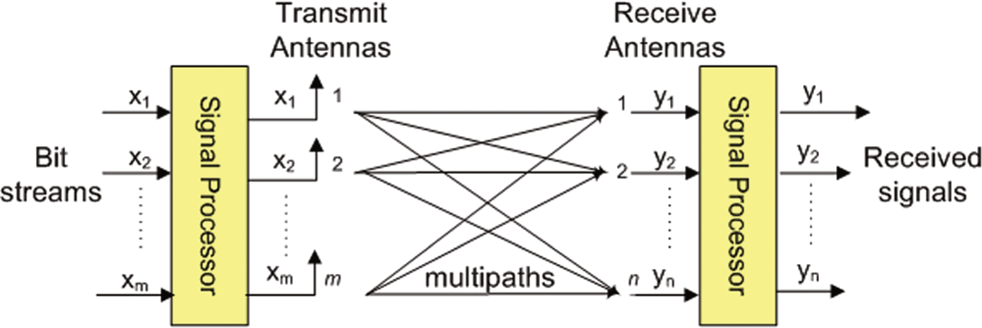 Transmit
Antennas
Receive
Antennas
Bit
streams
x1
x2
xm
Signal Processor
x1
x2
xm
1
2
m
multipaths
1
2
n
y1
y2
yn
Signal Processor
y1
y2
yn
Received
signals